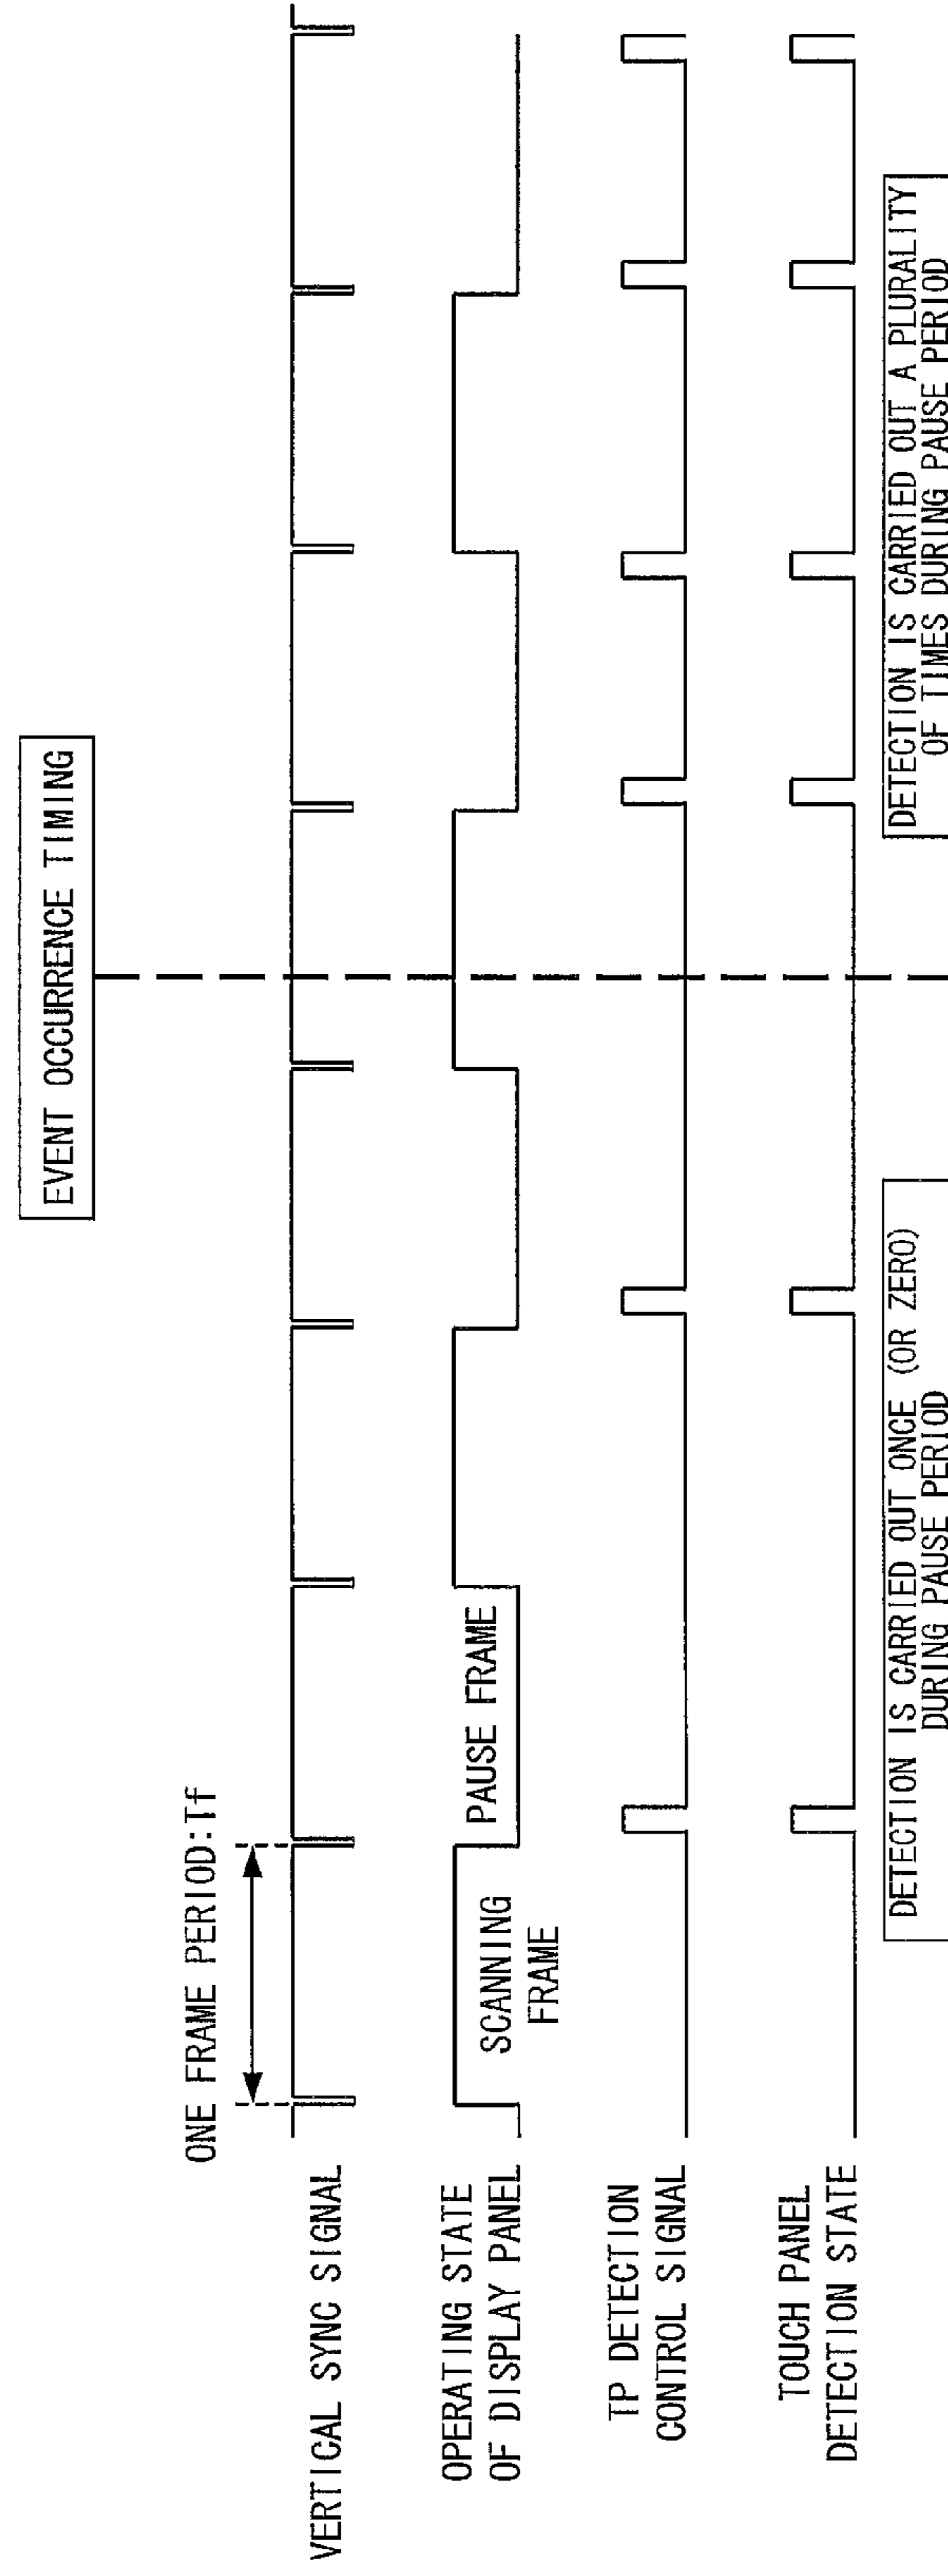 EVENT OCCURRENCE TIMING
ONE FRAME PERIOD:Tf
VERTICAL SYNC SIGNAL
OPERATING STATE
OF DISPLAY PANEL
SCANNING
FRAME
PAUSE FRAME
TP DETECTION
CONTROL SIGNAL
TOUCH PANEL
DETECTION STATE
DETECTION IS CARRIED OUT ONCE (OR ZERO)
DURING PAUSE PERIOD
DETECTION IS CARRIED OUT A PLURALITY
OF TIMES DURING PAUSE PERIOD